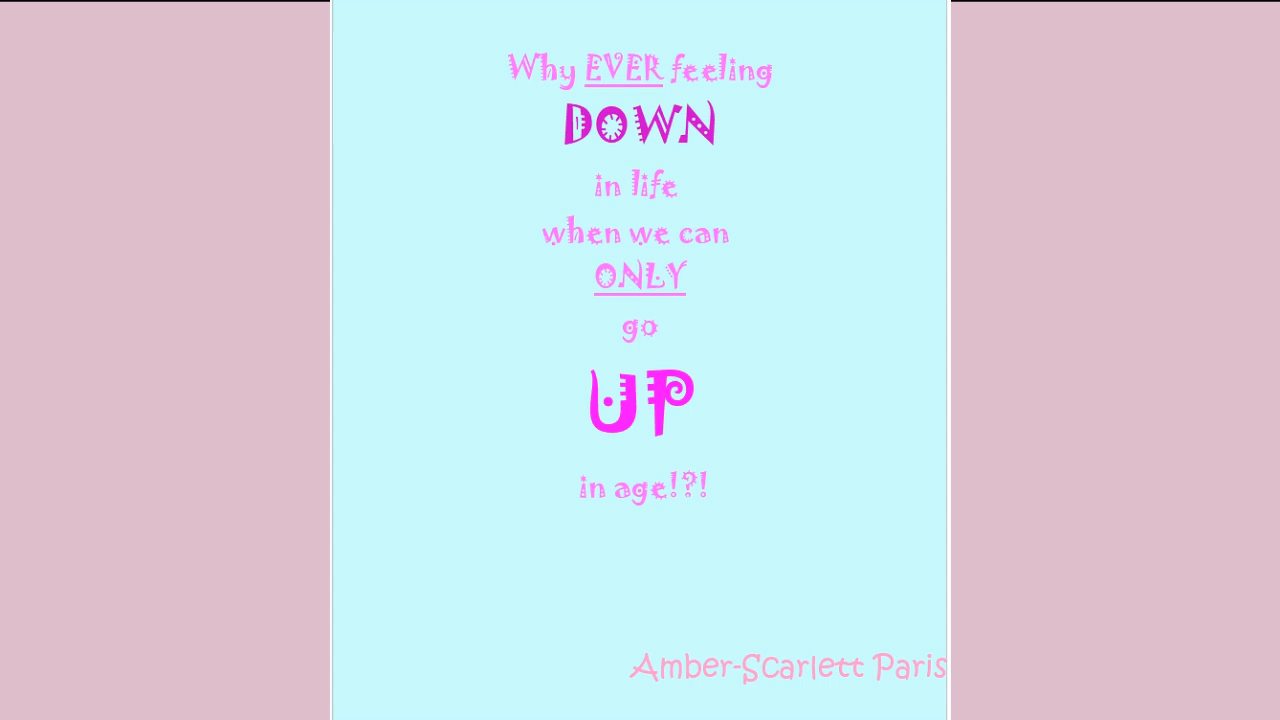 Why EVER feeling
DOWN
in life
when we can
ONLY
go
UP
in age!?!
Amber-Scarlett Paris